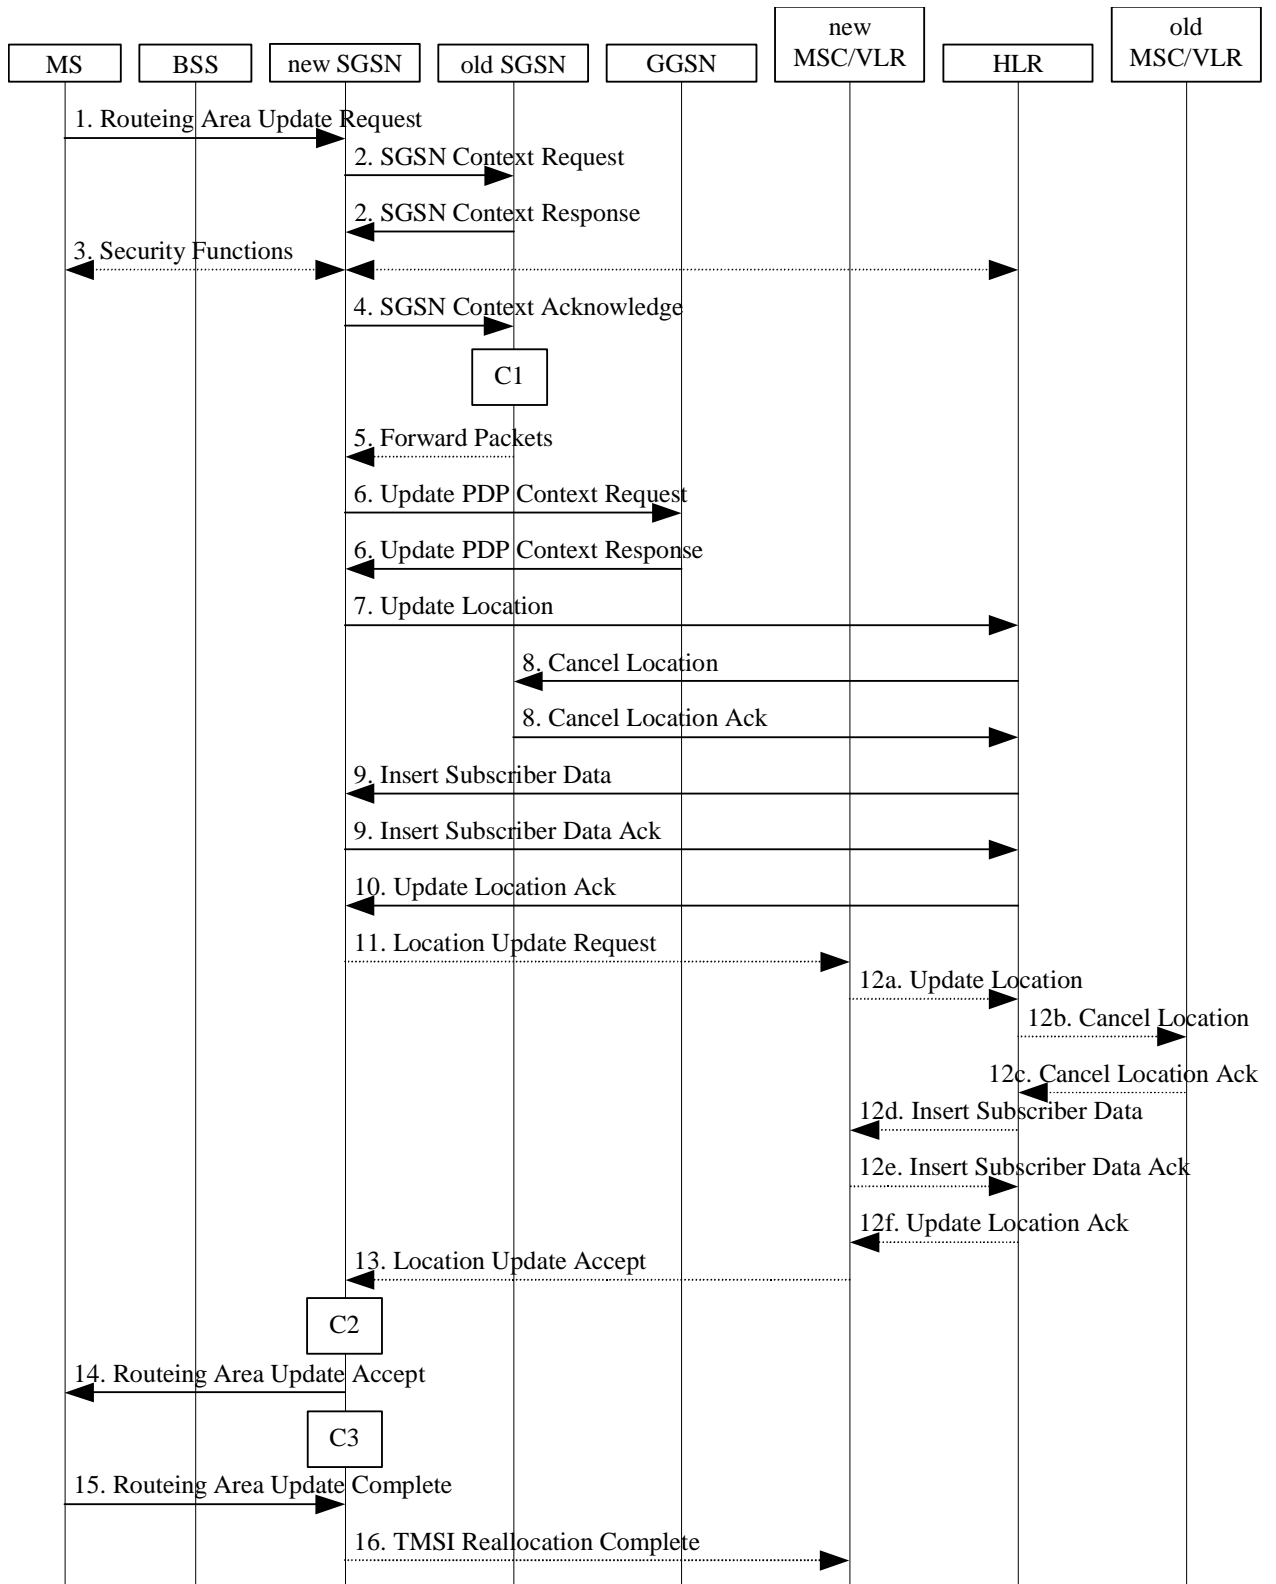 new
old
MS
BSS
new SGSN
old SGSN
GGSN
MSC/VLR
HLR
MSC/VLR
1. Routeing Area Update Request
2. SGSN Context Request
2. SGSN Context Response
3. Security Functions
4. SGSN Context Acknowledge
C1
5. Forward Packets
6. Update PDP Context Request
6. Update PDP Context Response
7. Update Location
8. Cancel Location
8. Cancel Location Ack
9. Insert Subscriber Data
9. Insert Subscriber Data Ack
10. Update Location Ack
11. Location Update Request
12a. Update Location
12b. Cancel Location
12c. Cancel Location Ack
12d. Insert Subscriber Data
12e. Insert Subscriber Data Ack
12f. Update Location Ack
13. Location Update Accept
C2
14. Routeing Area Update Accept
C3
15. Routeing Area Update Complete
16. TMSI Reallocation Complete